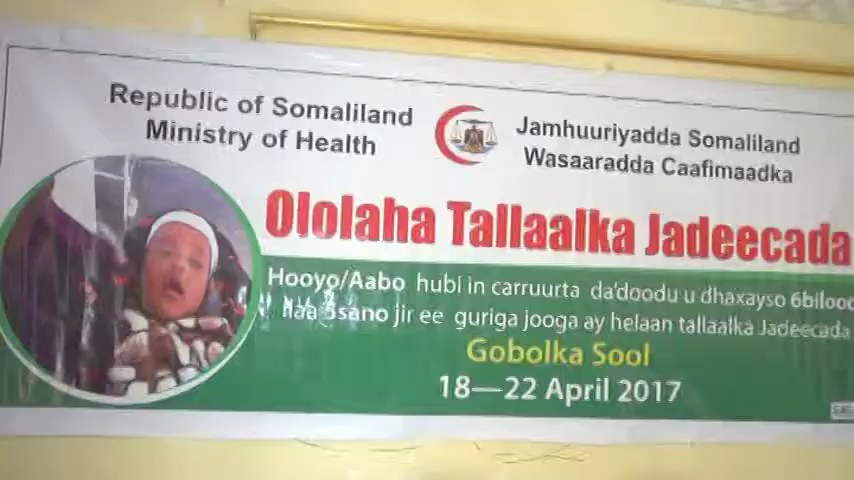 Republic of Somaliland
Ministry of Health
Jamhuuriyadda Somaliland
Wasaaradda Caafimaadka
Ololaha Tallaalka Jadeecada
Hooyo/Aabo hubi in carruurta da'doodu u dhaxayso 6bilood
ilaa 5sano jir ee guriga jooga ay helaan tallaalka Jadeecada
Gobolka Sool
18—22 April 2017